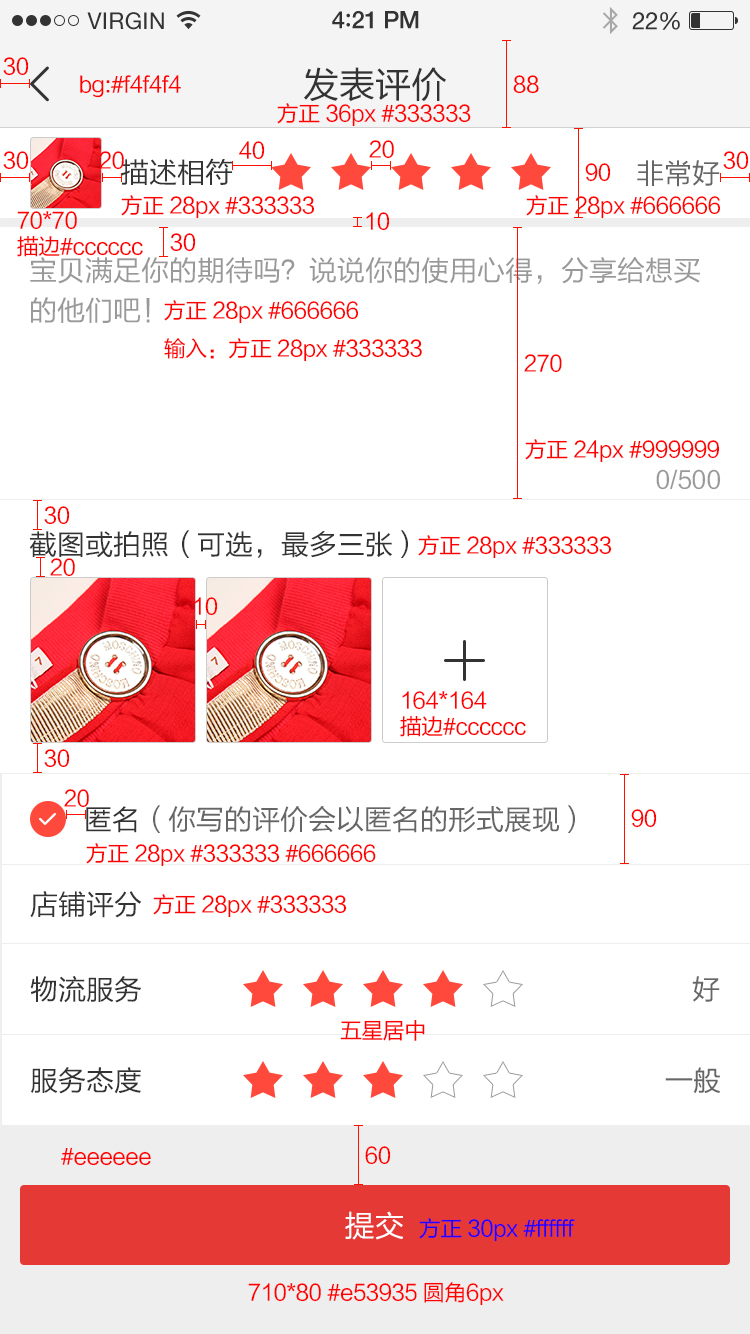 VIRGIN 4:21 PM 22%
30 bg:#f4f4f4 发表评价 88
方正 36px #333333
30 20 描述相符 40 20 90 非常好 30
方正 28px #333333 方正 28px #666666
70*70 10
描边#cccccc 30
宝贝满足你的期待吗？说说你的使用心得，分享给想买
的他们吧！ 方正 28px #666666
输入：方正 28px #333333
270
方正 24px #999999
0/500
30
截图或拍照（可选，最多三张） 方正 28px #333333
20
10
MOSCHINO MOSCHINO
7 7
164*164
描边#cccccc
30
20
匿名（你写的评价会以匿名的形式展现） 90
方正 28px #333333 #666666
店铺评分 方正 28px #333333
物流服务 好
五星居中
服务态度 一般
#eeeeee 60
提交 方正 30px #ffffff
710*80 #e53935 圆角6px